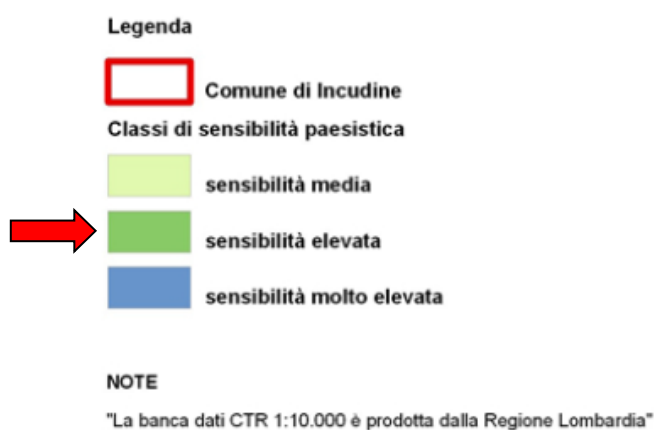 Legenda
Comune di Incudine
Classi di sensibilità paesistica
sensibilità media
sensibilità elevata
sensibilità molto elevata
NOTE
"La banca dati CTR 1:10.000 è prodotta dalla Regione Lombardia"